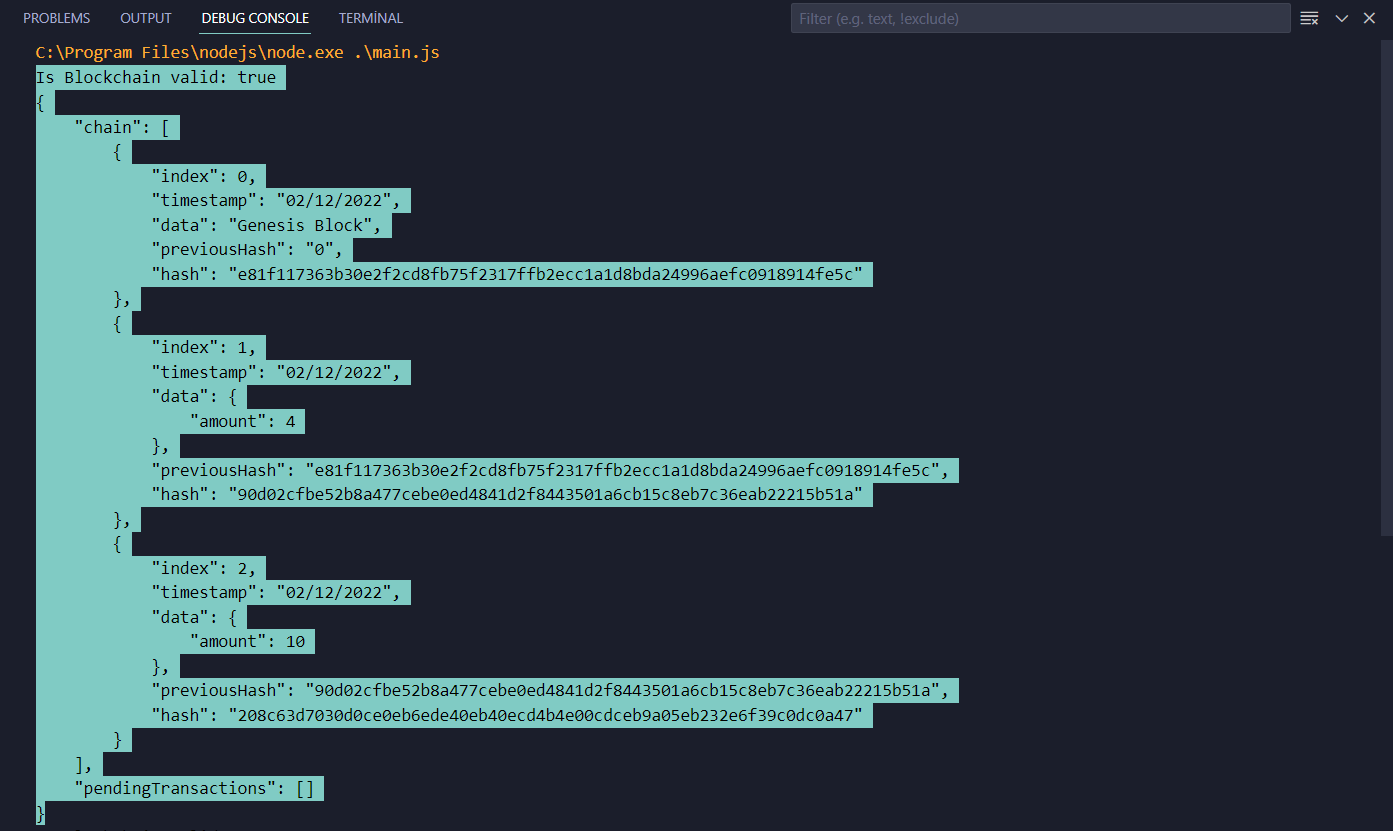 PROBLEMS OUTPUT DEBUG CONSOLE TERMİNAL Filter (e.g. text, !exclude)
C:\Program Files\nodejs\node.exe .\main.js
Is Blockchain valid: true
{
    "chain": [
        {
            "index": 0,
            "timestamp": "02/12/2022",
            "data": "Genesis Block",
            "previousHash": "0",
            "hash": "e81f117363b30e2f2cd8fb75f2317ffb2ecc1a1d8bda24996aefc0918914fe5c"
        },
        {
            "index": 1,
            "timestamp": "02/12/2022",
            "data": {
                "amount": 4
            },
            "previousHash": "e81f117363b30e2f2cd8fb75f2317ffb2ecc1a1d8bda24996aefc0918914fe5c",
            "hash": "90d02cfbe52b8a477cebe0ed4841d2f8443501a6cb15c8eb7c36eab22215b51a"
        },
        {
            "index": 2,
            "timestamp": "02/12/2022",
            "data": {
                "amount": 10
            },
            "previousHash": "90d02cfbe52b8a477cebe0ed4841d2f8443501a6cb15c8eb7c36eab22215b51a",
            "hash": "208c63d7030d0ce0eb6ede40eb40ecd4b4e00cdceb9a05eb232e6f39c0dc0a47"
        }
    ],
    "pendingTransactions": []
}